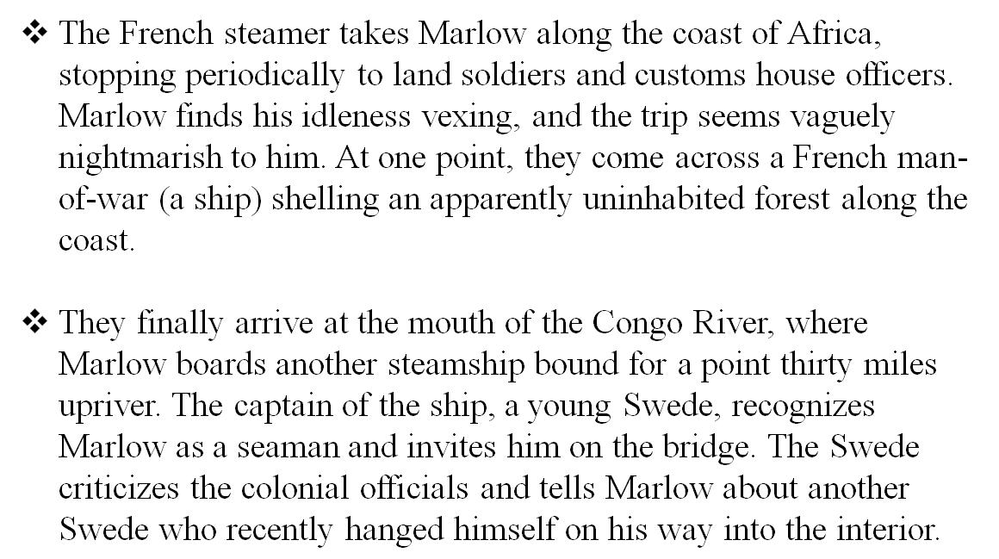 ❖ The French steamer takes Marlow along the coast of Africa,
stopping periodically to land soldiers and customs house officers.
Marlow finds his idleness vexing, and the trip seems vaguely
nightmarish to him. At one point, they come across a French man-
of-war (a ship) shelling an apparently uninhabited forest along the
coast.
❖ They finally arrive at the mouth of the Congo River, where
Marlow boards another steamship bound for a point thirty miles
upriver. The captain of the ship, a young Swede, recognizes
Marlow as a seaman and invites him on the bridge. The Swede
criticizes the colonial officials and tells Marlow about another
Swede who recently hanged himself on his way into the interior.